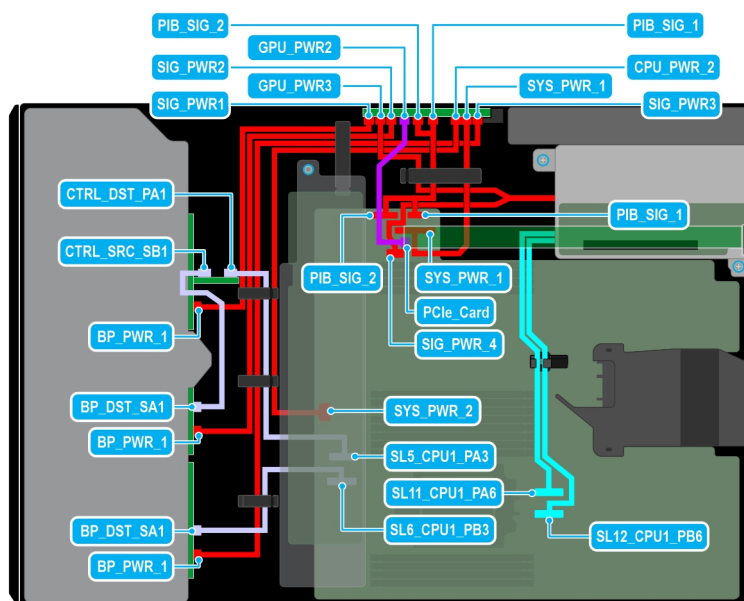 PIB_SIG_2
PIB_SIG_1
GPU_PWR2
SIG_PWR2
CPU_PWR_2
GPU_PWR3
SYS_PWR_1
SIG_PWR1
SIG_PWR3
CTRL_DST_PA1
PIB_SIG_1
CTRL_SRC_SB1
PIB_SIG_2
SYS_PWR_1
PCIe_Card
BP_PWR_1
SIG_PWR_4
BP_DST_SA1
SYS_PWR_2
BP_PWR_1
SL5_CPU1_PA3
SL11_CPU1_PA6
BP_DST_SA1
SL6_CPU1_PB3
SL12_CPU1_PB6
BP_PWR_1